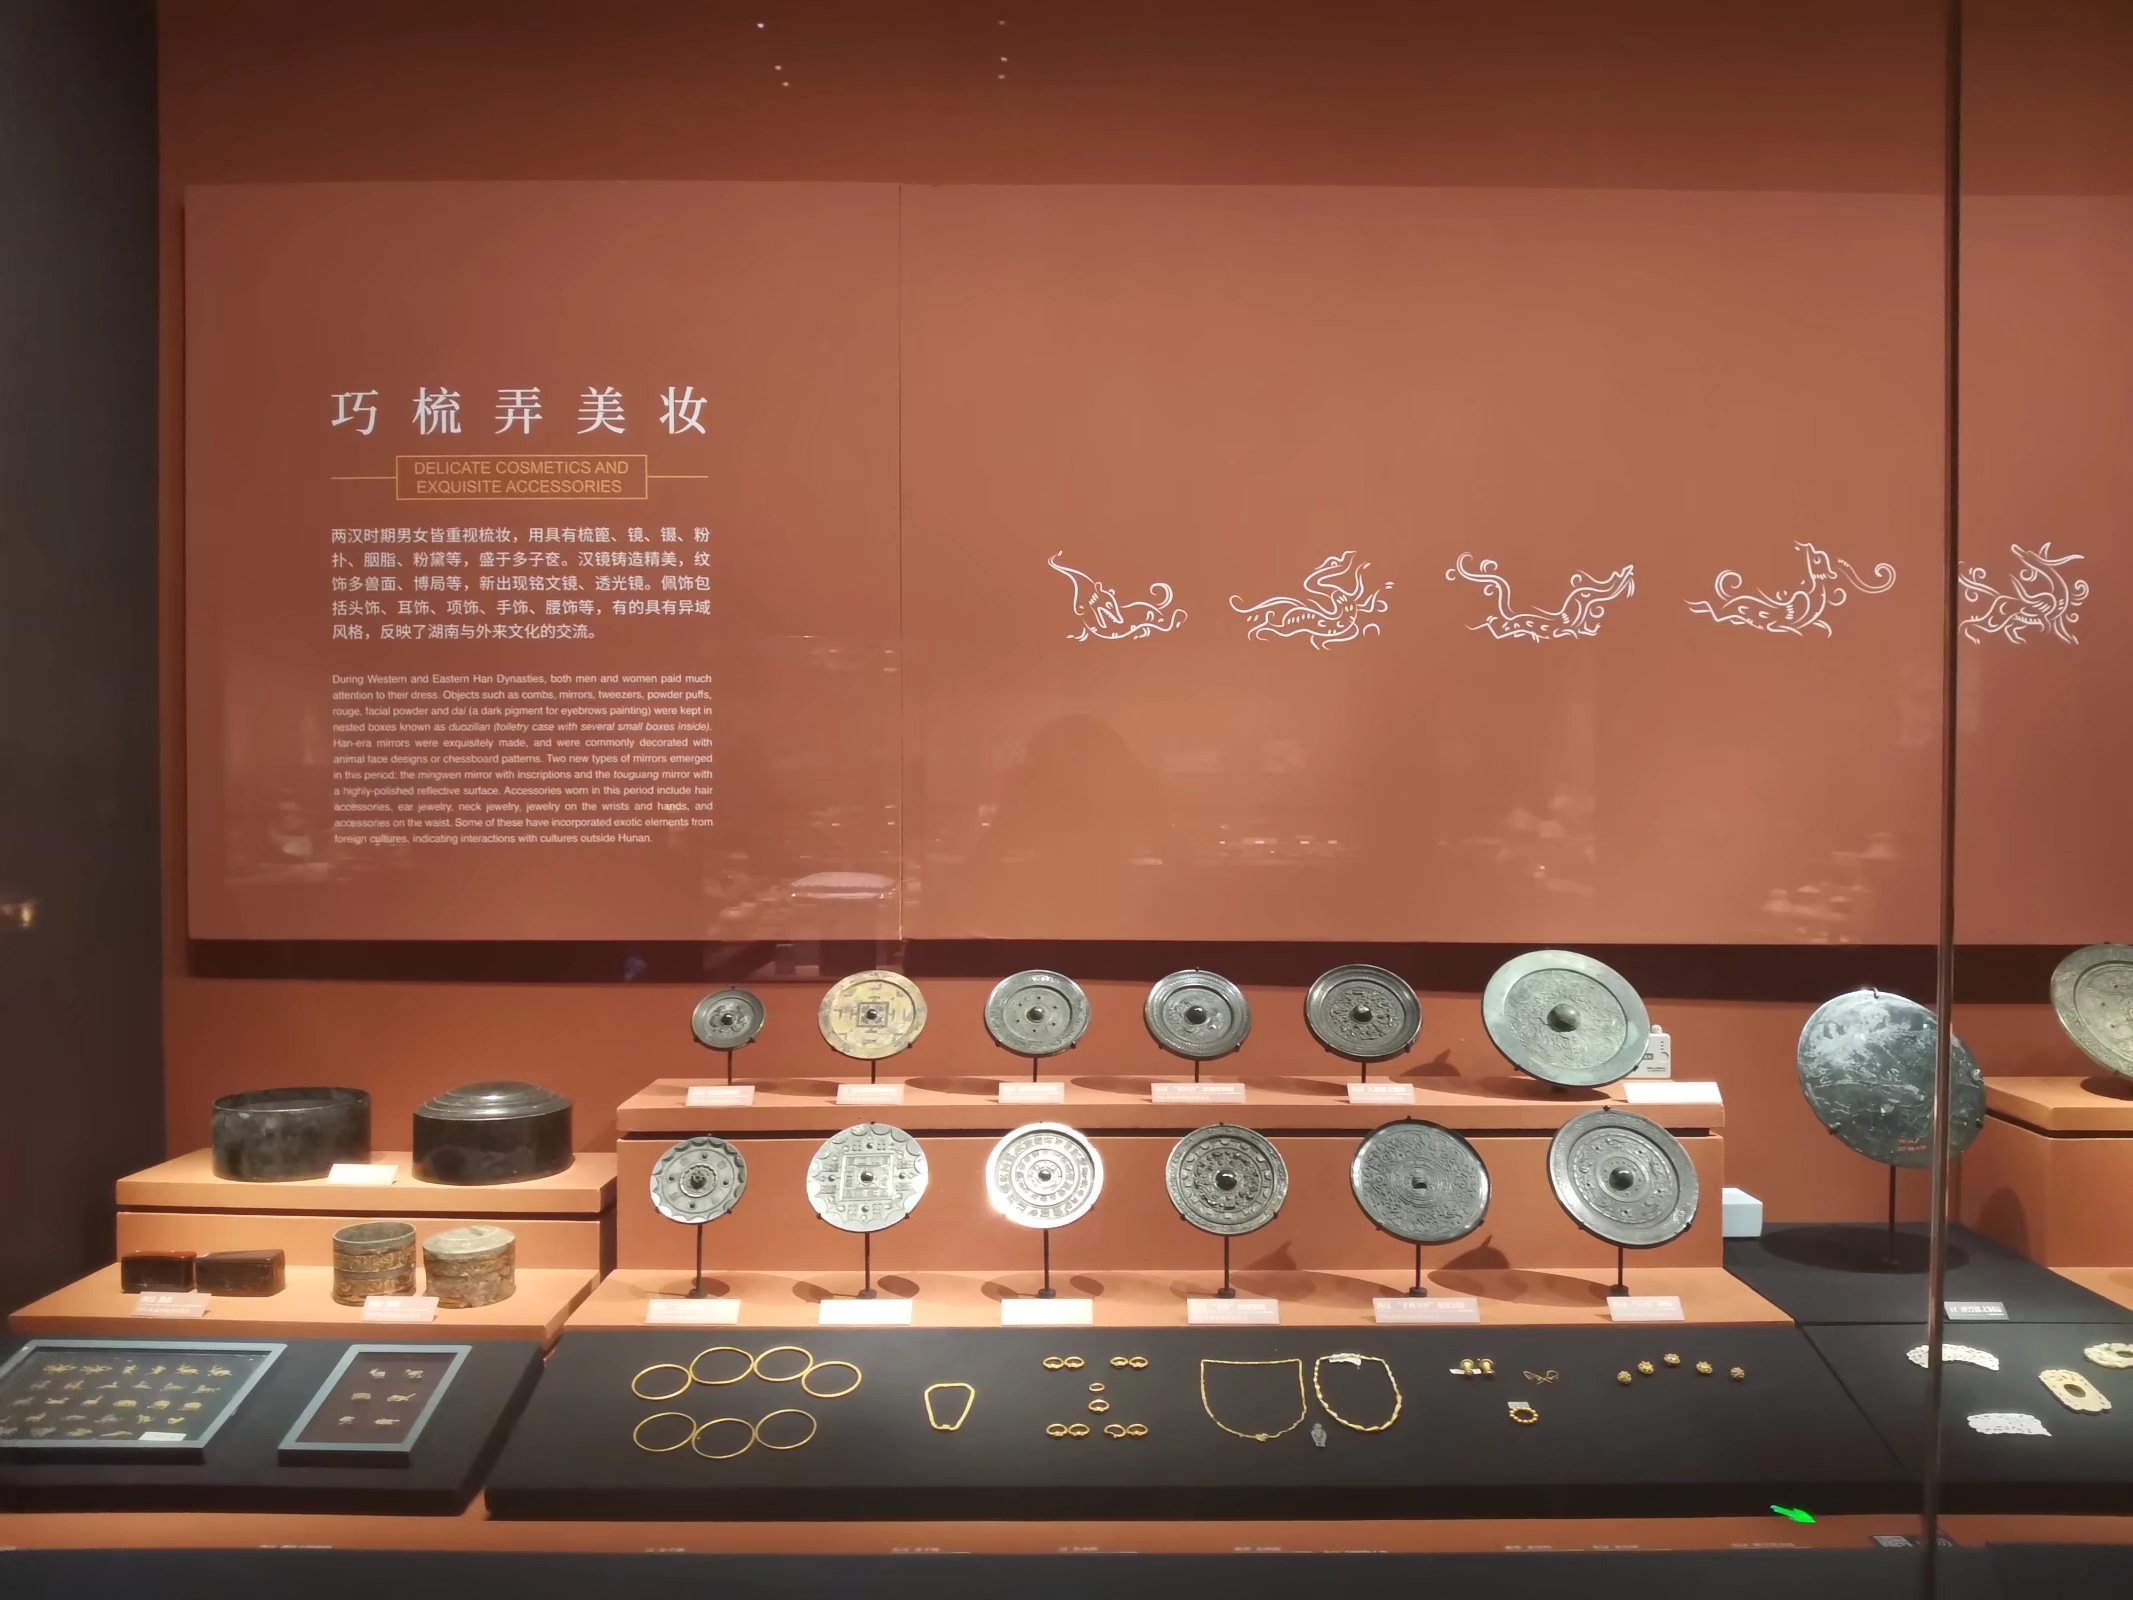 巧梳弄美妆
DELICATE COSMETICS AND
EXQUISITE ACCESSORIES
两汉时期男女皆重视梳妆，用具有梳篦、镜、镊、粉
扑、胭脂、粉黛等，盛于多子奁。汉镜铸造精美，纹
饰多兽面、博局等，新出现铭文镜、透光镜。佩饰包
括头饰、耳饰、项饰、手饰、腰饰等，有的具有异域
风格，反映了湖南与外来文化的交流。
During Western and Eastern Han Dynasties, both men and women paid much
attention to their dress. Objects such as combs, mirrors, tweezers, powder puffs,
rouge, facial powder and dai (a dark pigment for eyebrows painting) were kept in
nested boxes known as duozilian (toiletry case with several small boxes inside).
Han-era mirrors were exquisitely made, and were commonly decorated with
animal face designs or chessboard patterns. Two new types of mirrors emerged
in this period: the mingwen mirror with inscriptions and the touguang mirror with
a highly-polished reflective surface. Accessories worn in this period include hair
accessories, ear jewelry, neck jewelry, jewelry on the wrists and hands, and
accessories on the waist. Some of these have incorporated exotic elements from
foreign cultures, indicating interactions with cultures outside Hunan.